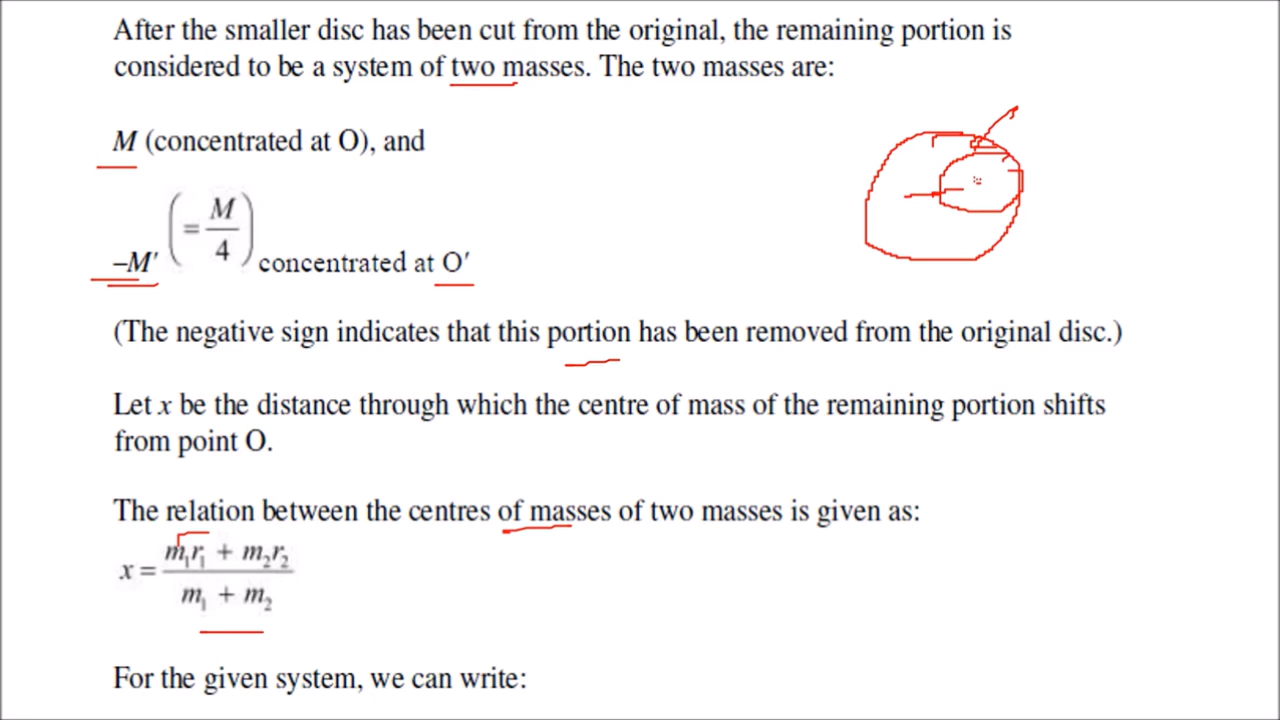 After the smaller disc has been cut from the original, the remaining portion is
considered to be a system of two masses. The two masses are:
M (concentrated at O), and
–M′ (= M/4) concentrated at O′
(The negative sign indicates that this portion has been removed from the original disc.)
Let x be the distance through which the centre of mass of the remaining portion shifts
from point O.
The relation between the centres of masses of two masses is given as:
x = (m₁r₁ + m₂r₂)/(m₁ + m₂)
For the given system, we can write: